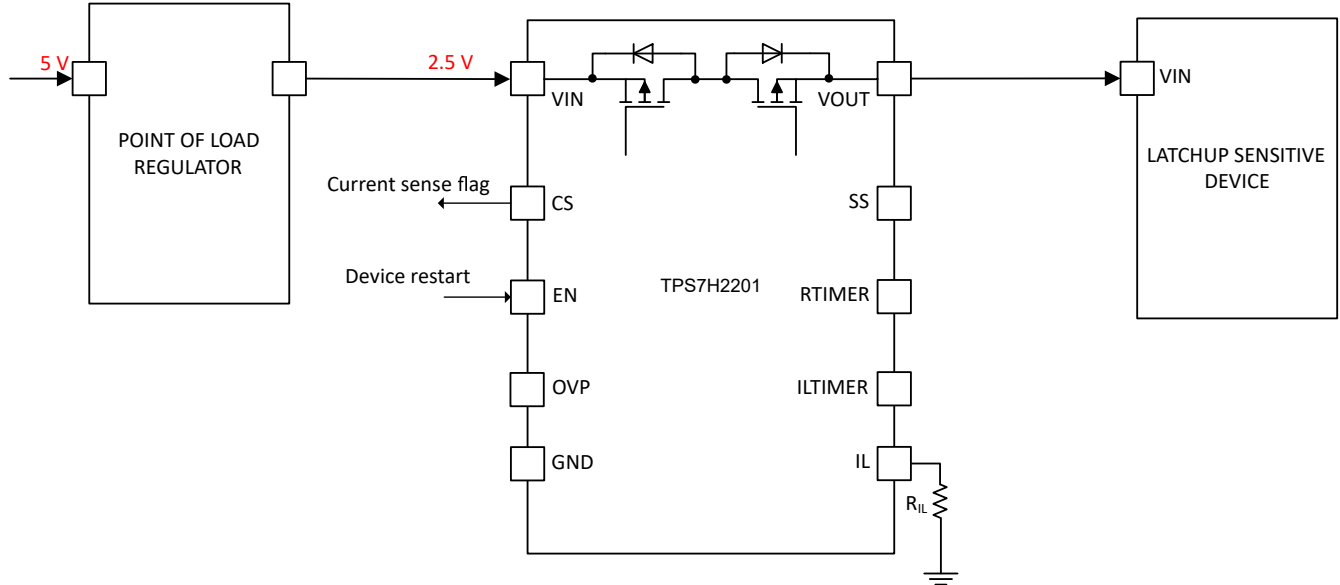 5 V
POINT OF LOAD
REGULATOR
2.5 V
VIN
VOUT
VIN
LATCHUP SENSITIVE
DEVICE
Current sense flag
CS
SS
Device restart
EN
TPS7H2201
RTIMER
OVP
ILTIMER
GND
IL
RIL